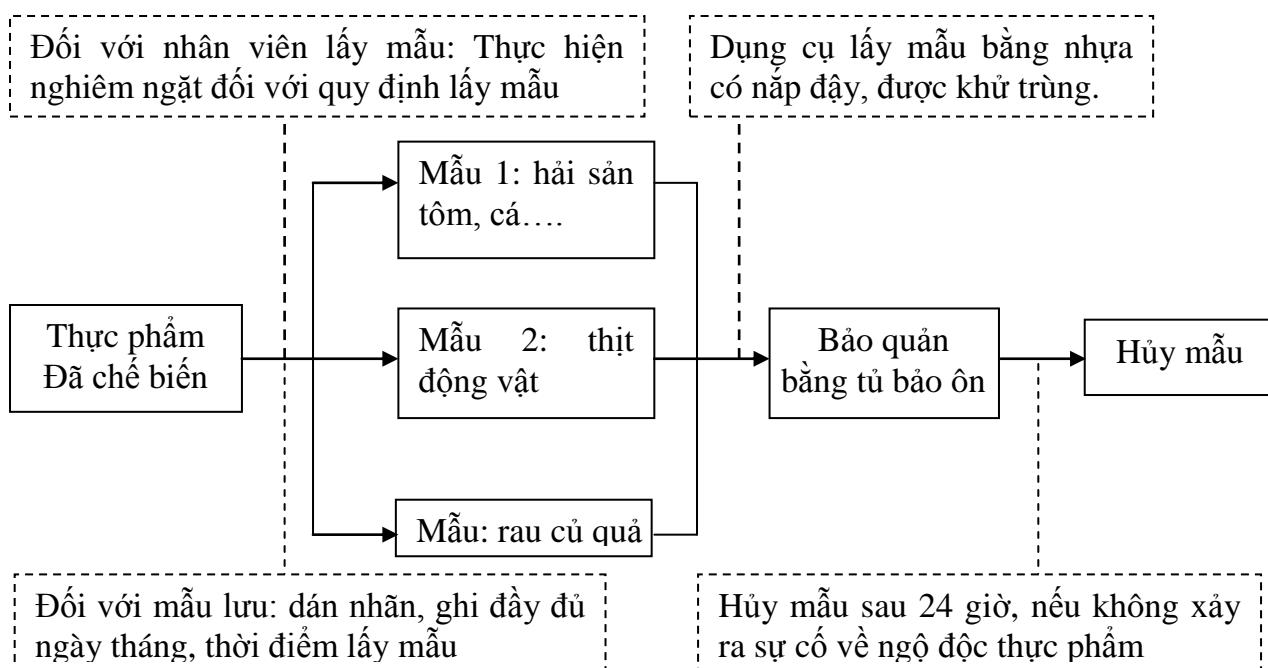 Đối với nhân viên lấy mẫu: Thực hiện
nghiêm ngặt đối với quy định lấy mẫu
Dụng cụ lấy mẫu bằng nhựa
có nắp đậy, được khử trùng.
Mẫu 1: hải sản
tôm, cá….
Thực phẩm
Đã chế biến
Mẫu 2: thịt
động vật
Bảo quản
bằng tủ bảo ôn
Hủy mẫu
Mẫu: rau củ quả
Đối với mẫu lưu: dán nhãn, ghi đầy đủ
ngày tháng, thời điểm lấy mẫu
Hủy mẫu sau 24 giờ, nếu không xảy
ra sự cố về ngộ độc thực phẩm